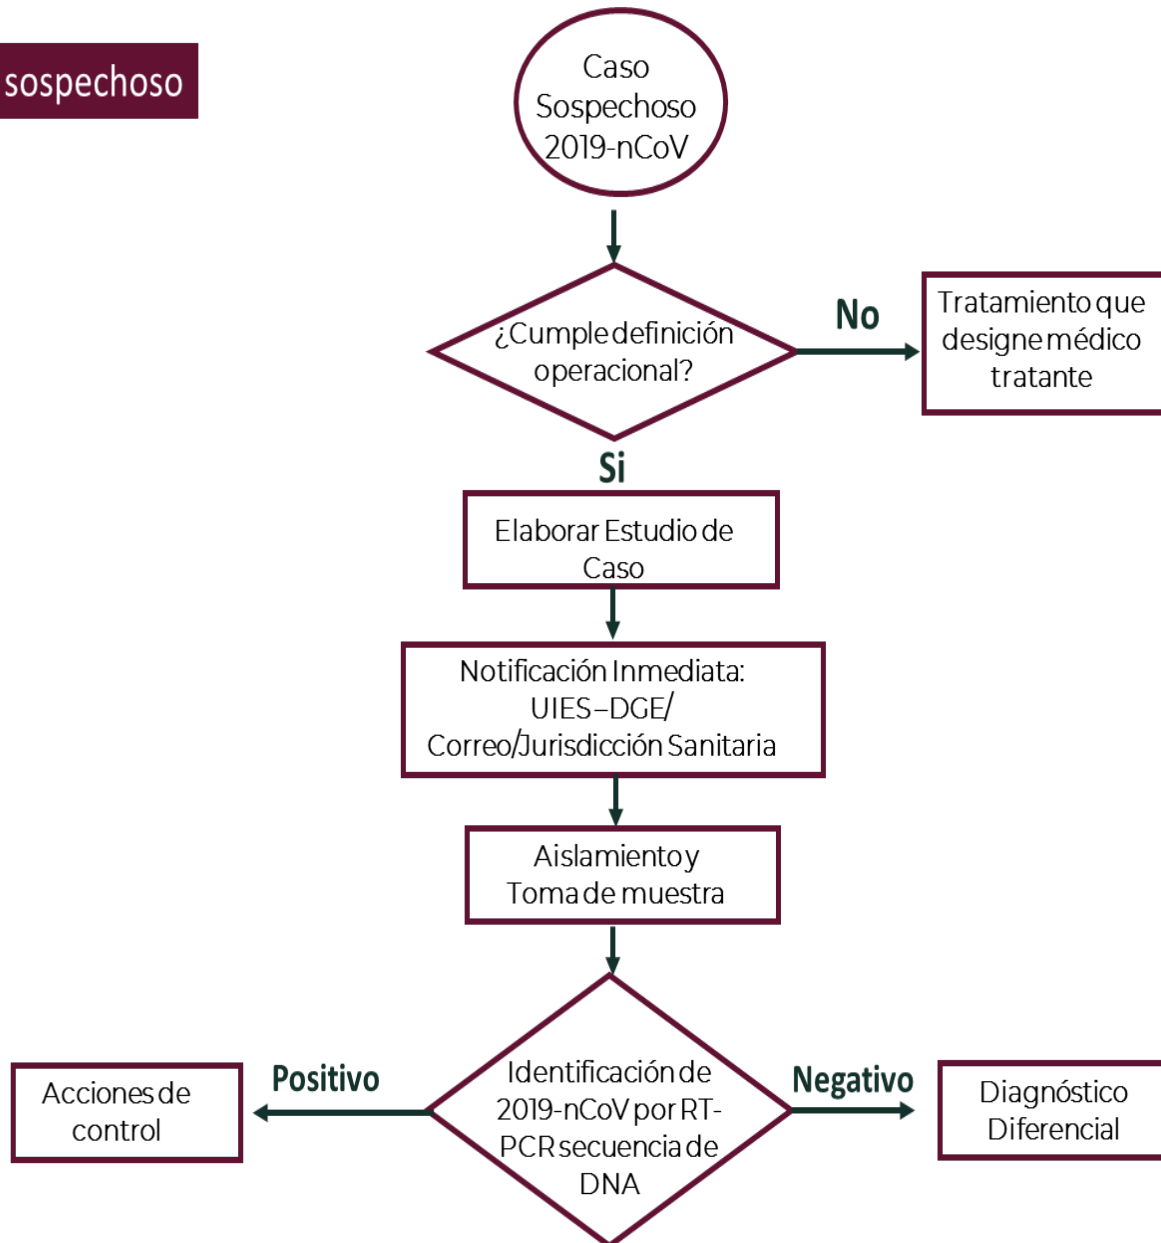 sospechoso
Caso
Sospechoso
2019-nCoV
¿Cumple definición
operacional?
No
Tratamiento que
designe médico
tratante
Si
Elaborar Estudio de
Caso
Notificación Inmediata:
UIES – DGE/
Correo/Jurisdicción Sanitaria
Aislamiento y
Toma de muestra
Identificación de
2019-nCoV por RT-
PCR secuencia de
DNA
Positivo
Acciones de
control
Negativo
Diagnóstico
Diferencial